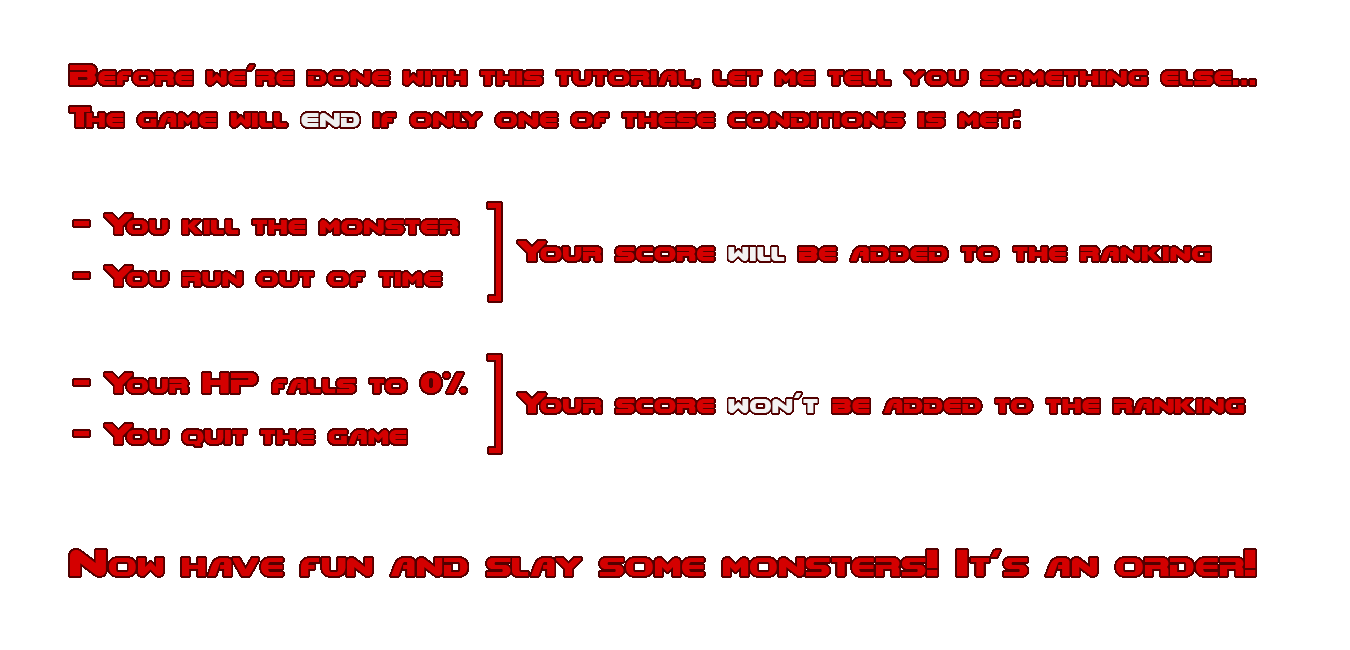 Before we're done with this tutorial, let me tell you something else...
The game will end if only one of these conditions is met:
- You kill the monster
- You run out of time
Your score will be added to the ranking
- Your HP falls to 0%
- You quit the game
Your score won't be added to the ranking
Now have fun and slay some monsters! It's an order!